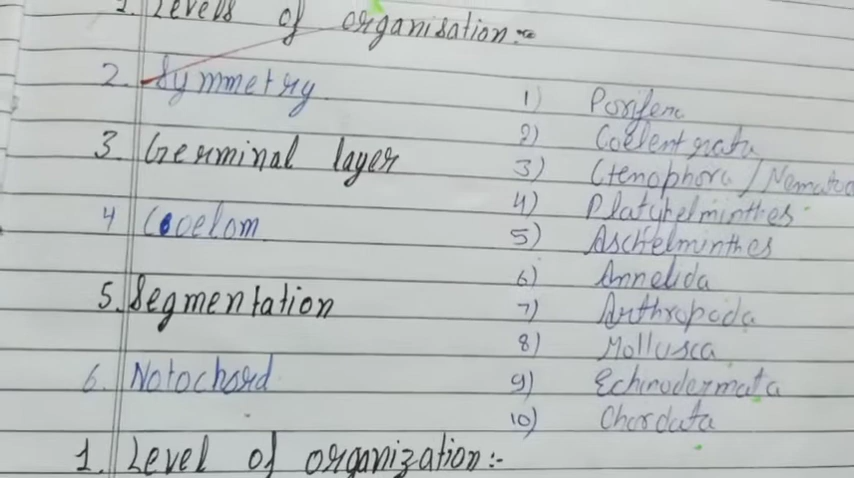 1. Levels of organisation:-
2. Symmetry
3. Germinal layer
4 Coelom
5. Segmentation
6. Notochord
1) Porifera
2) Coelentrata
3) Ctenophora /
4) Platyhelminthes
5) Aschelminthes
6) Annelida
7) Arthropoda
8) Mollusca
9) Echinodermata
10) Chordata
1. Level of organization:-